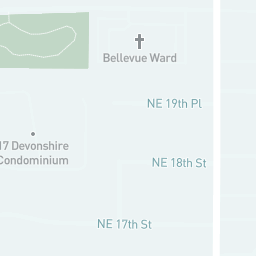 Bellevue Ward
NE 19th Pl
17 Devonshire
Condominium
NE 18th St
NE 17th St